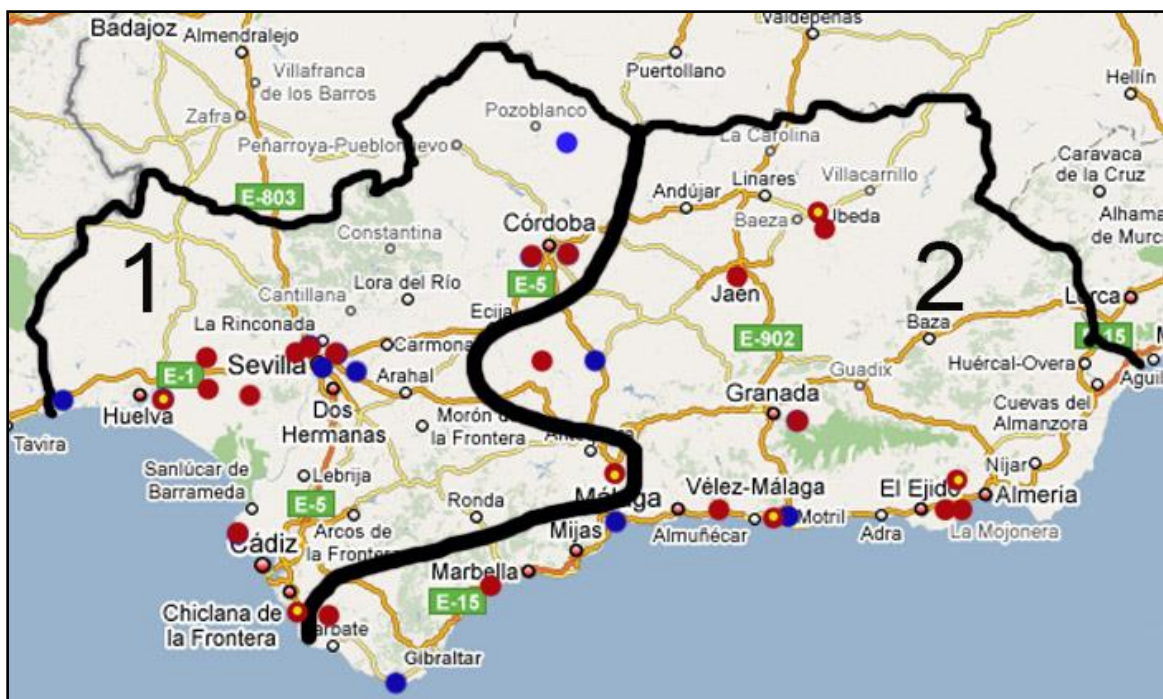 Badajoz
Almendralejo
Valdepeñas
Villafranca
de los Barros
Puertollano
Hellín
Zafra
Pozoblanco
La Carolina
Peñarroya-Pueblonuevo
Caravaca
de la Cruz
E-803
Andújar
Linares
Villacarrillo
Baeza
Úbeda
Alhama
de Murci
Córdoba
Constantina
1
2
E-5
Lora del Río
Jaén
Cantillana
Écija
Lorca
La Rinconada
E-902
Baza
E-15
Carmona
Sevilla
E-1
Arahal
Guadix
Huércal-Overa
Aguil
Huelva
Dos
Hermanas
Morón de
la Frontera
Granada
Cuevas del
Almanzora
Tavira
Sanlúcar de
Barrameda
Lebrija
Níjar
E-5
Ronda
Málaga
Vélez-Málaga
El Ejido
Almería
Arcos de
la Frontera
Mijas
Almuñécar
Motril
Adra
La Mojonera
Cádiz
Marbella
E-15
Chiclana de
la Frontera
Barbate
Gibraltar